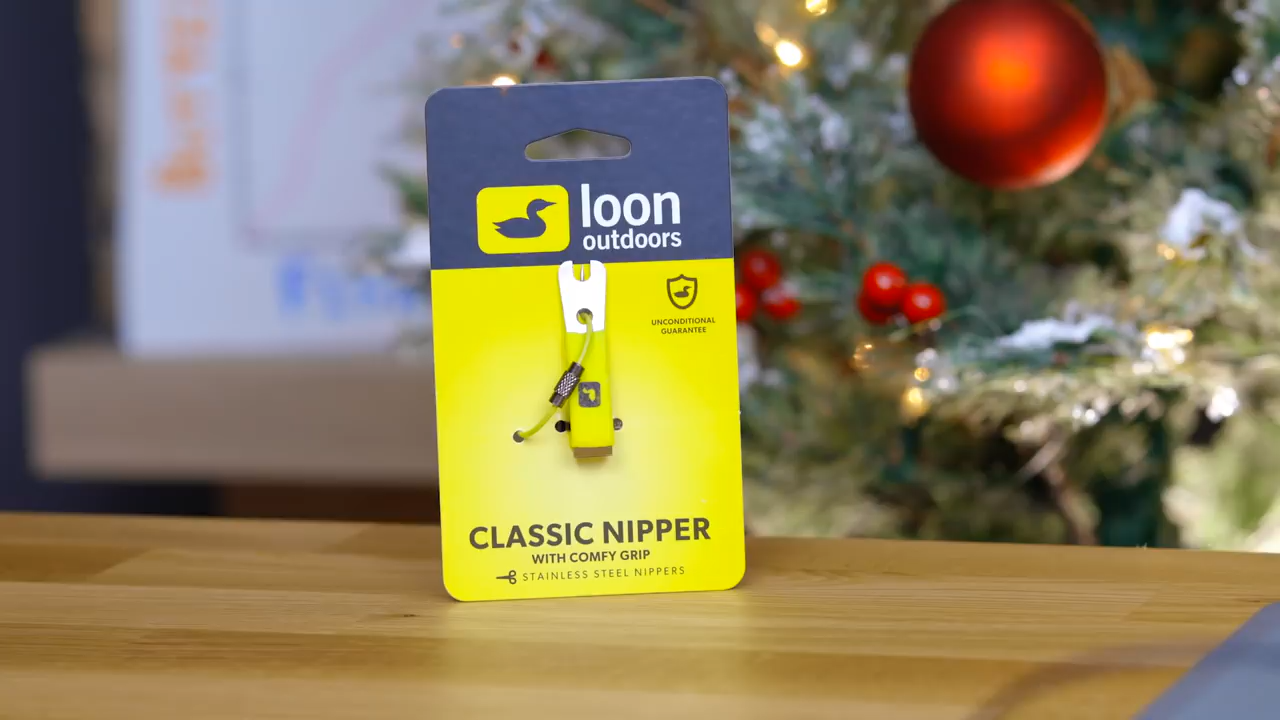 loon
outdoors
UNCONDITIONAL
GUARANTEE
CLASSIC NIPPER
WITH COMFY GRIP
STAINLESS STEEL NIPPERS